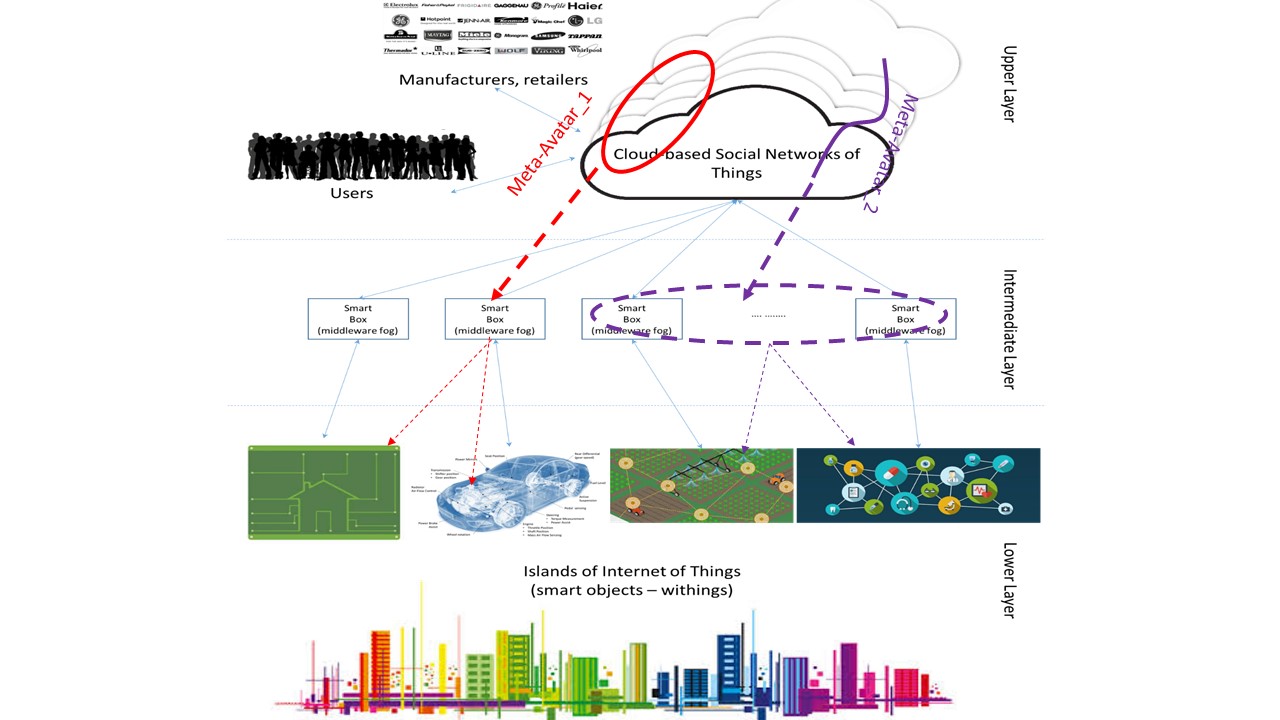 Electrolux Fisher&Paykel FRIGIDAIRE GAGGENAU Profile Haier
Hotpoint JENN-AIR Kenmore Magic Chef LG
MAYTAG Miele Monogram SAMSUNG TAPPAN
Thermador U-LINE WOLF VIKING Whirlpool
Manufacturers, retailers
Users
Meta-Avatar_1
Cloud-based Social Networks of
Things
Meta-Avatar_2
Upper Layer
Smart
Box
(middleware fog)
Smart
Box
(middleware fog)
Smart
Box
(middleware fog)
.... ........
Smart
Box
(middleware fog)
Intermediate Layer
Islands of Internet of Things
(smart objects – withings)
Lower Layer